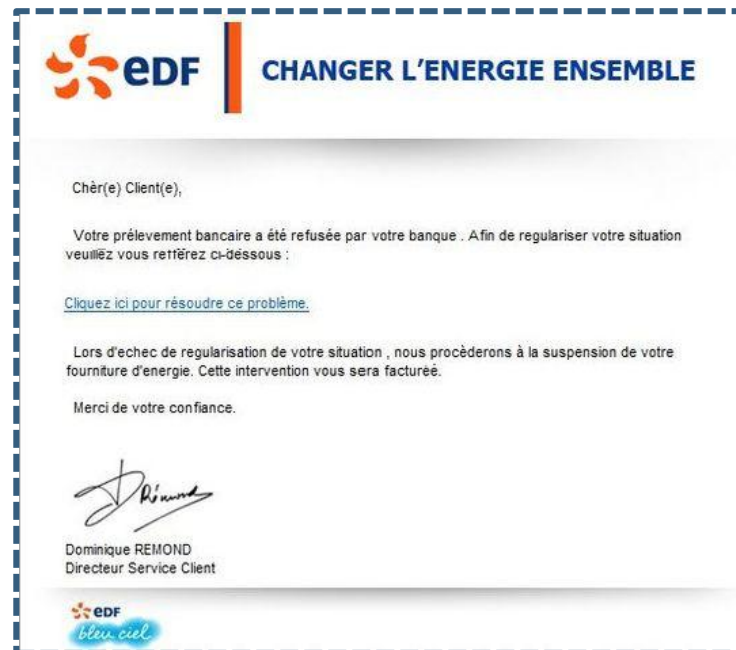 edf CHANGER L'ENERGIE ENSEMBLE
Chèr(e) Client(e),
Votre prélevement bancaire a été refusée par votre banque . Afin de regulariser votre situation
veuillëz vous reffërez ci-dëssous :
Cliquez ici pour résoudre ce problème.
Lors d'echec de regularisation de votre situation , nous procèderons à la suspension de votre
fourniture d'energie. Cette intervention vous sera factureé.
Merci de votre confiance.
DRémond
Dominique REMOND
Directeur Service Client
edf
bleu ciel